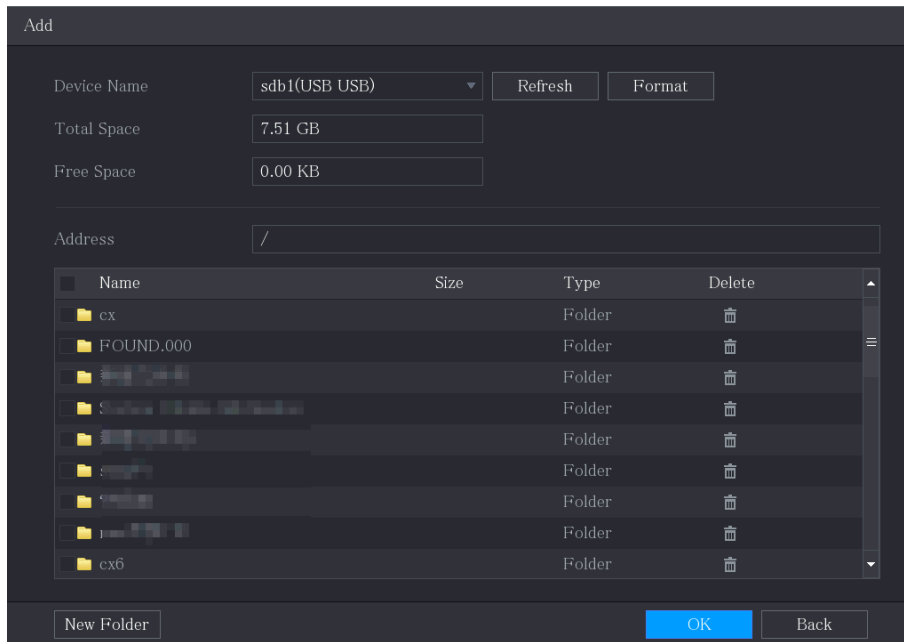 Add
Device Name sdb1(USB USB) Refresh Format
Total Space 7.51 GB
Free Space 0.00 KB
Address /
Name Size Type Delete
cx Folder
FOUND.000 Folder
Folder
Folder
Folder
Folder
Folder
Folder
cx6 Folder
New Folder OK Back